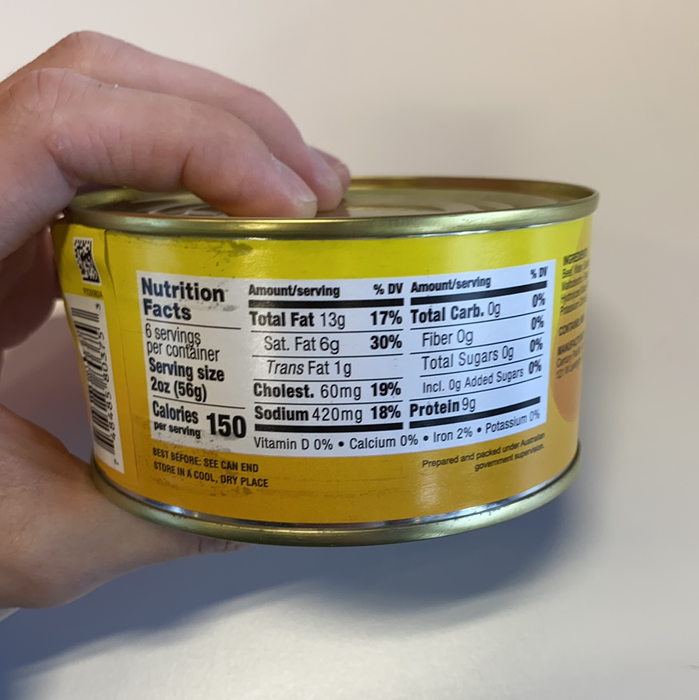 Nutrition Facts
6 servings per container
Serving size 2oz (56g)
Calories per serving 150
Amount/serving % DV
Total Fat 13g 17%
Sat. Fat 6g 30%
Trans Fat 1g
Cholest. 60mg 19%
Sodium 420mg 18%
Amount/serving % DV
Total Carb. 0g 0%
Fiber 0g 0%
Total Sugars 0g 0%
Incl. 0g Added Sugars 0%
Protein 9g
Vitamin D 0% • Calcium 0% • Iron 2% • Potassium 0%
BEST BEFORE: SEE CAN END
STORE IN A COOL, DRY PLACE
Prepared and packed under Australian
government supervision.